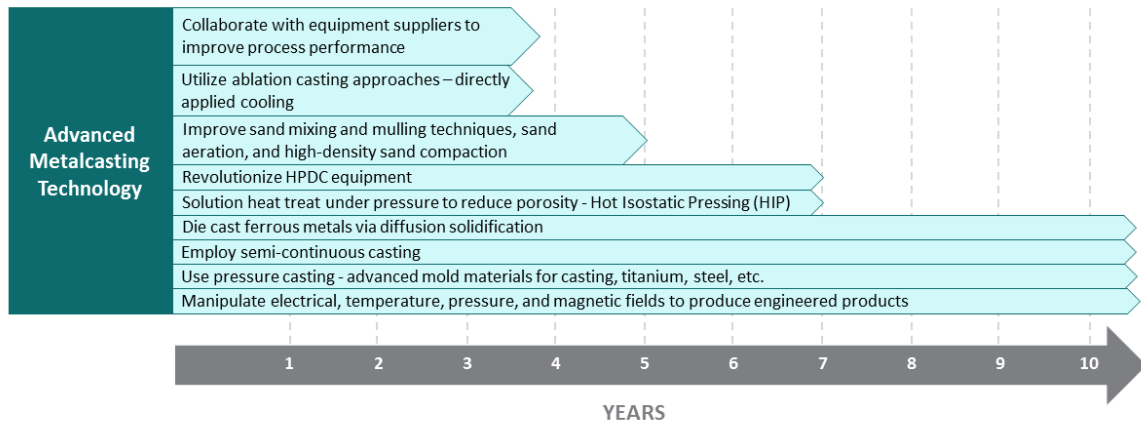 Advanced
Metalcasting
Technology
Collaborate with equipment suppliers to
improve process performance
Utilize ablation casting approaches – directly
applied cooling
Improve sand mixing and mulling techniques, sand
aeration, and high-density sand compaction
Revolutionize HPDC equipment
Solution heat treat under pressure to reduce porosity - Hot Isostatic Pressing (HIP)
Die cast ferrous metals via diffusion solidification
Employ semi-continuous casting
Use pressure casting - advanced mold materials for casting, titanium, steel, etc.
Manipulate electrical, temperature, pressure, and magnetic fields to produce engineered products
1 2 3 4 5 6 7 8 9 10
YEARS